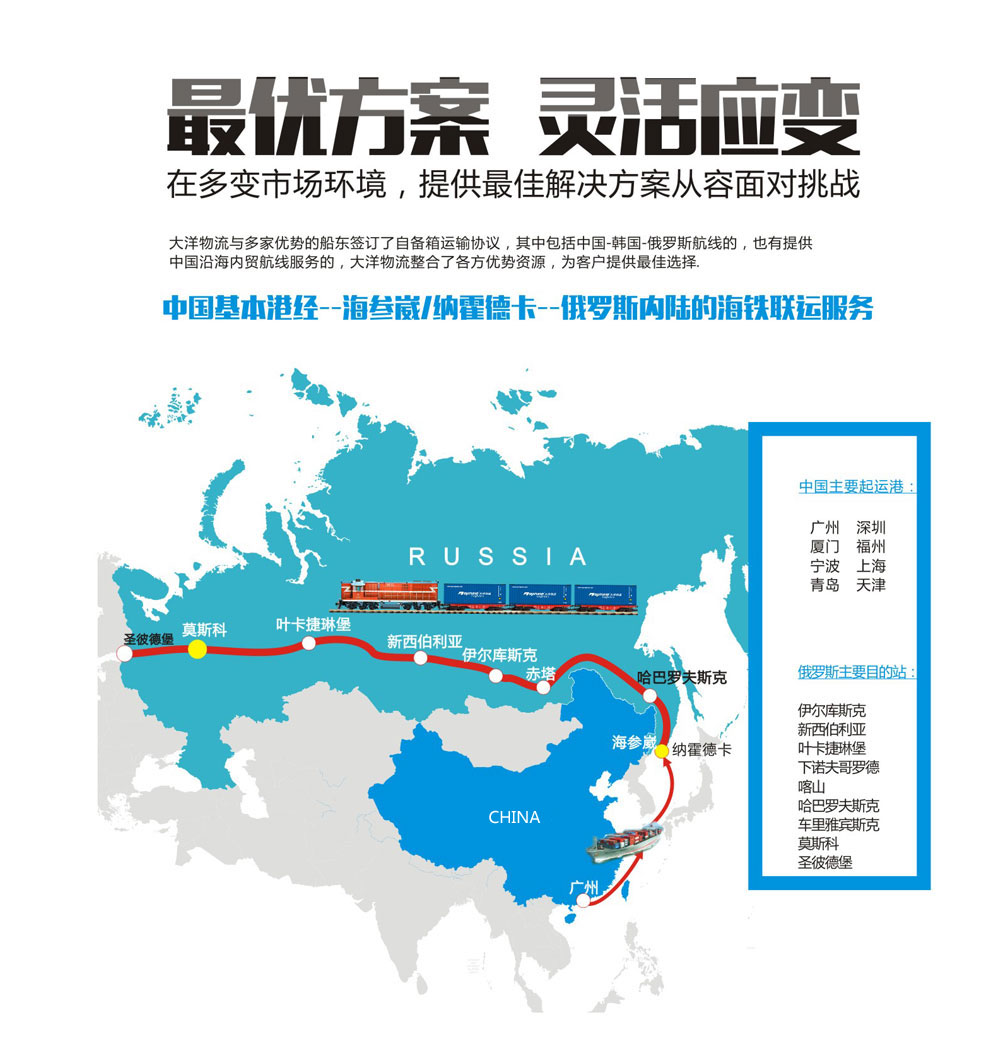 最优方案 灵活应变
在多变市场环境，提供最佳解决方案从容面对挑战
大洋物流与多家优势的船东签订了自备箱运输协议，其中包括中国-韩国-俄罗斯航线的，也有提供
中国沿海内贸航线服务的，大洋物流整合了各方优势资源，为客户提供最佳选择.
中国基本港经--海参崴/纳霍德卡--俄罗斯内陆的海铁联运服务
RUSSIA
圣彼德堡
莫斯科
叶卡捷琳堡
新西伯利亚
伊尔库斯克
赤塔
哈巴罗夫斯克
海参崴
纳霍德卡
CHINA
广州
中国主要起运港：
广州 深圳
厦门 福州
宁波 上海
青岛 天津
俄罗斯主要目的站：
伊尔库斯克
新西伯利亚
叶卡捷琳堡
下诺夫哥罗德
喀山
哈巴罗夫斯克
车里雅宾斯克
莫斯科
圣彼德堡